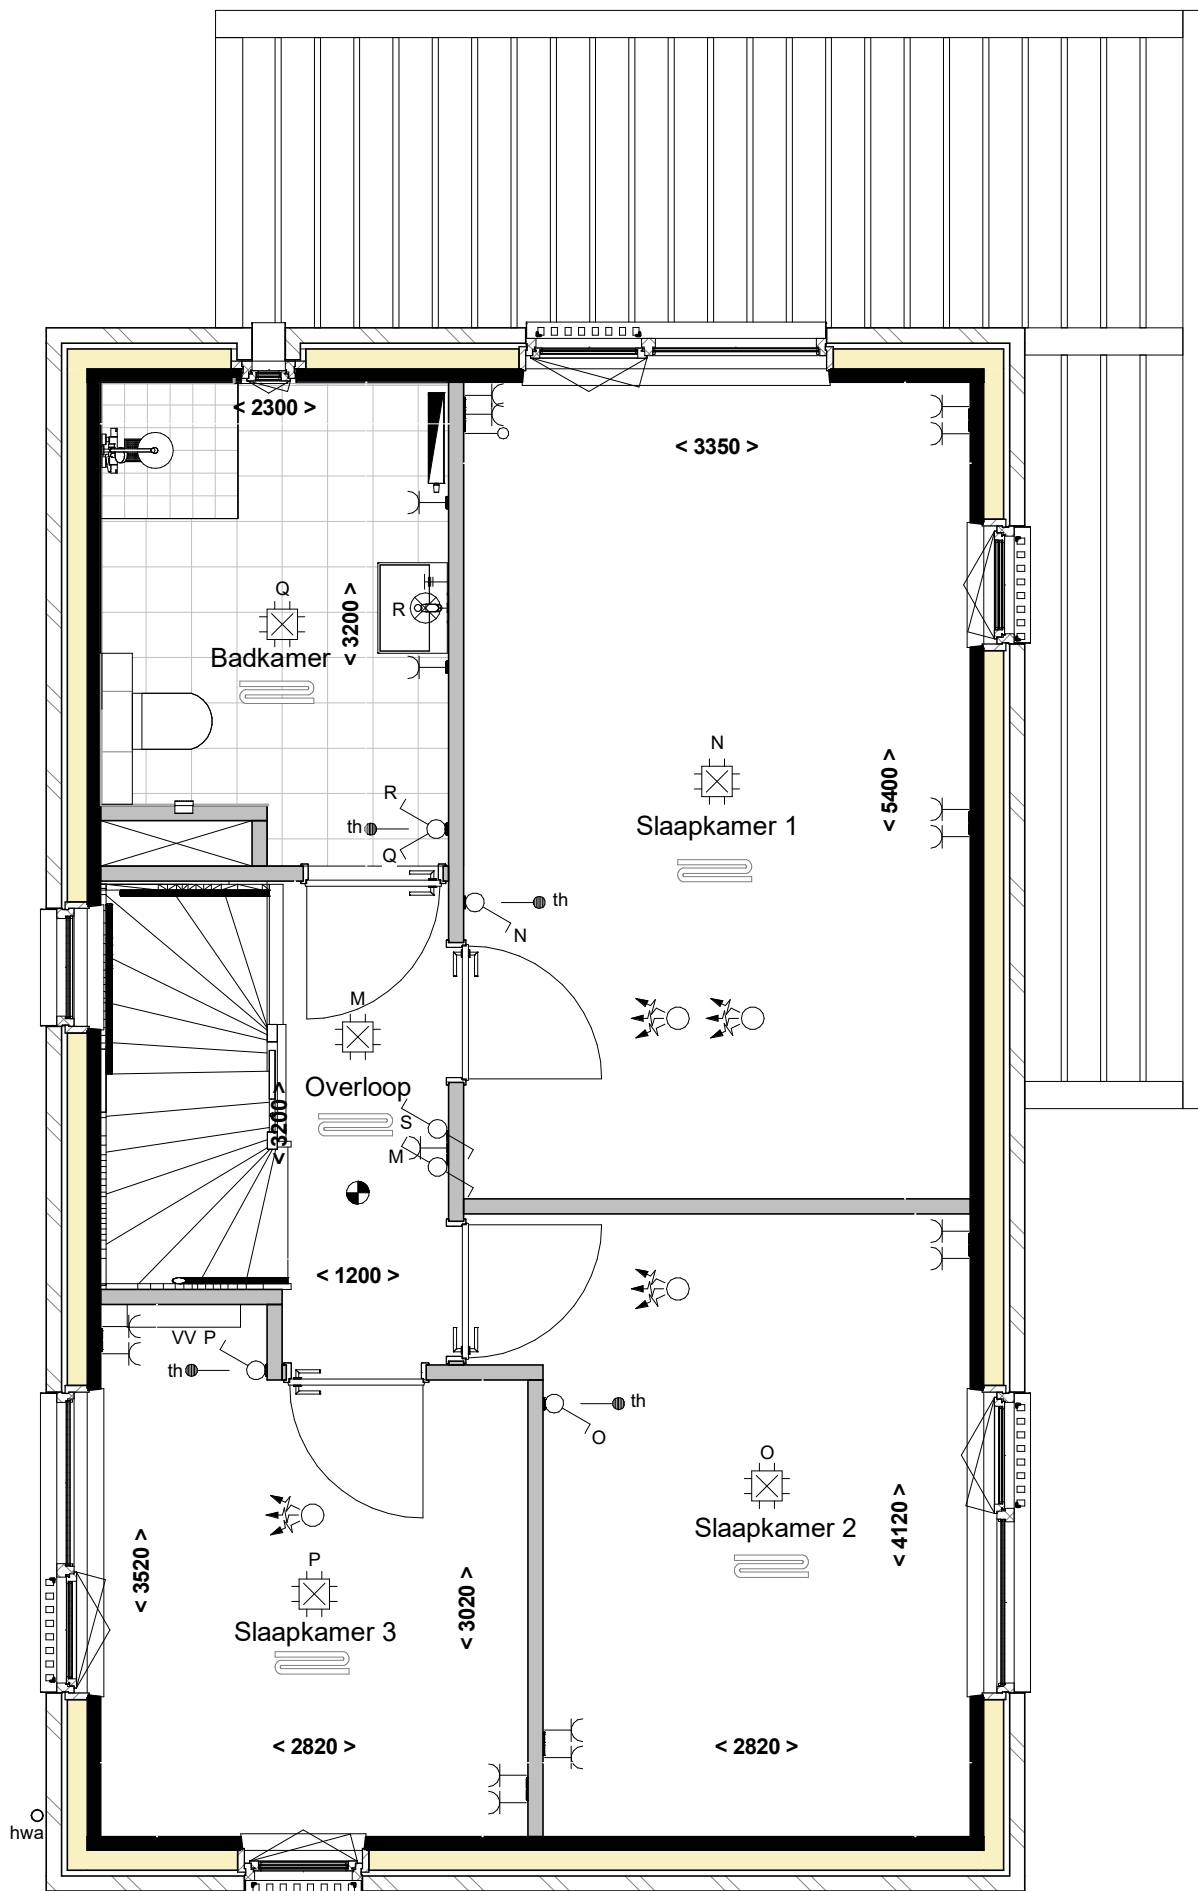 < 2300 >
< 3350 >
Q
< 3200 >
R
Badkamer
N
< 5400 >
Slaapkamer 1
R
th
Q
th
N
M
Overloop
< 3200 >
S
M
< 1200 >
VV P
th
th
O
O
Slaapkamer 2
< 4120 >
< 3520 >
P
< 3020 >
Slaapkamer 3
< 2820 >
< 2820 >
hwa